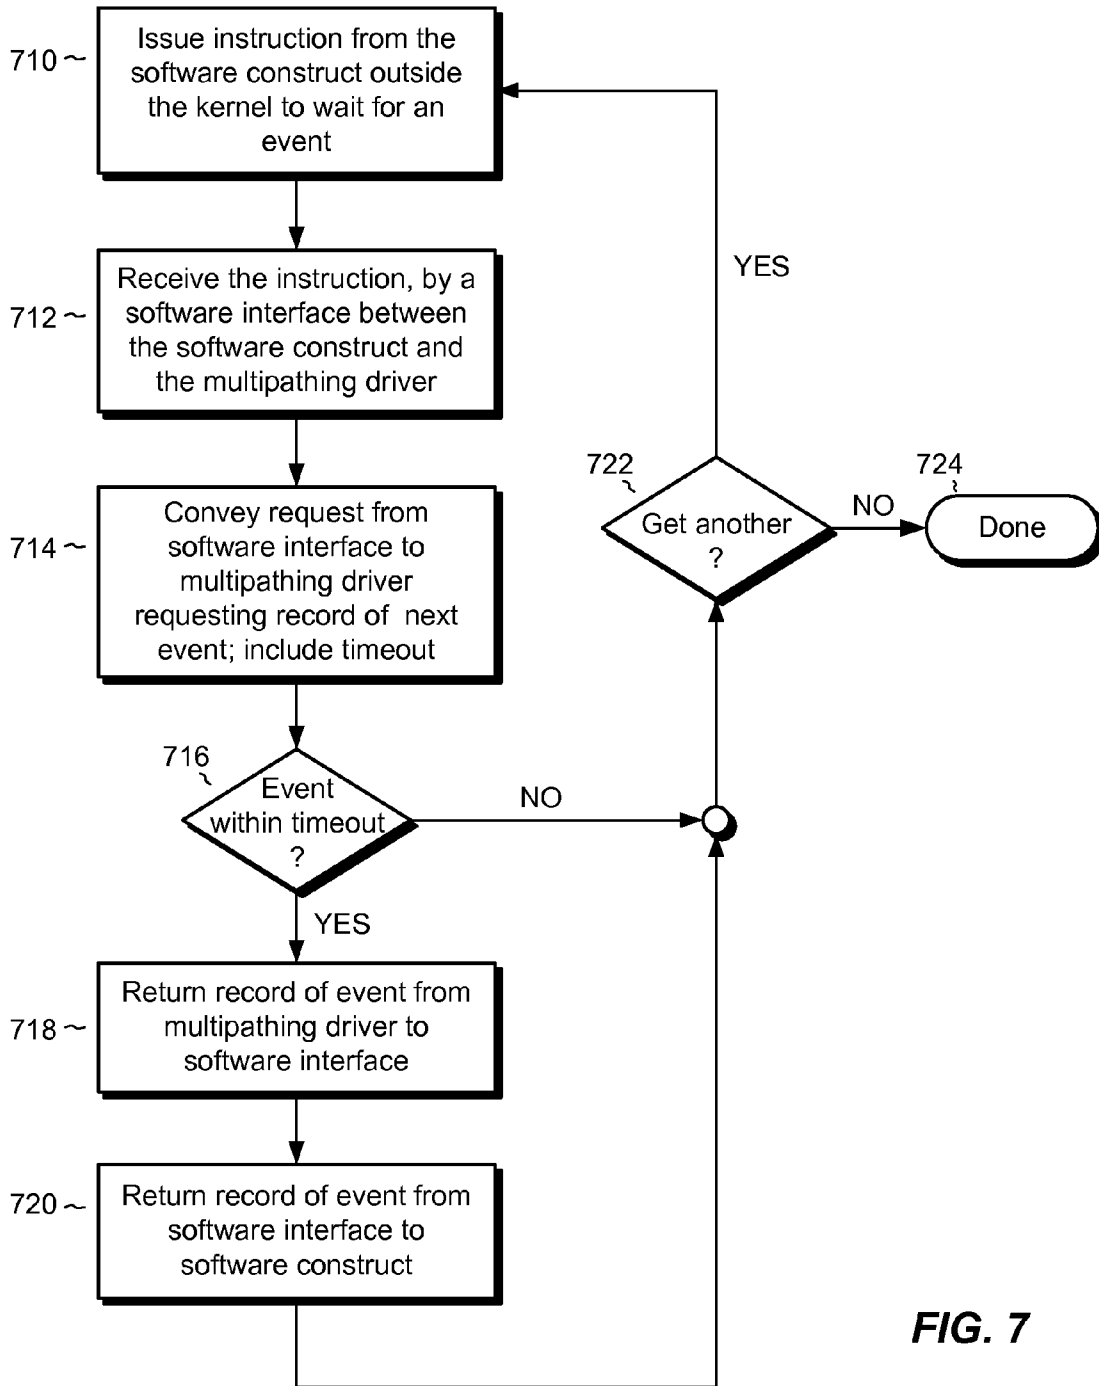 710
Issue instruction from the
software construct outside
the kernel to wait for an
event
712
Receive the instruction, by a
software interface between
the software construct and
the multipathing driver
714
Convey request from
software interface to
multipathing driver
requesting record of next
event; include timeout
716
Event
within timeout
?
NO
YES
718
Return record of event from
multipathing driver to
software interface
720
Return record of event from
software interface to
software construct
722
Get another
?
YES
NO
724
Done
FIG. 7